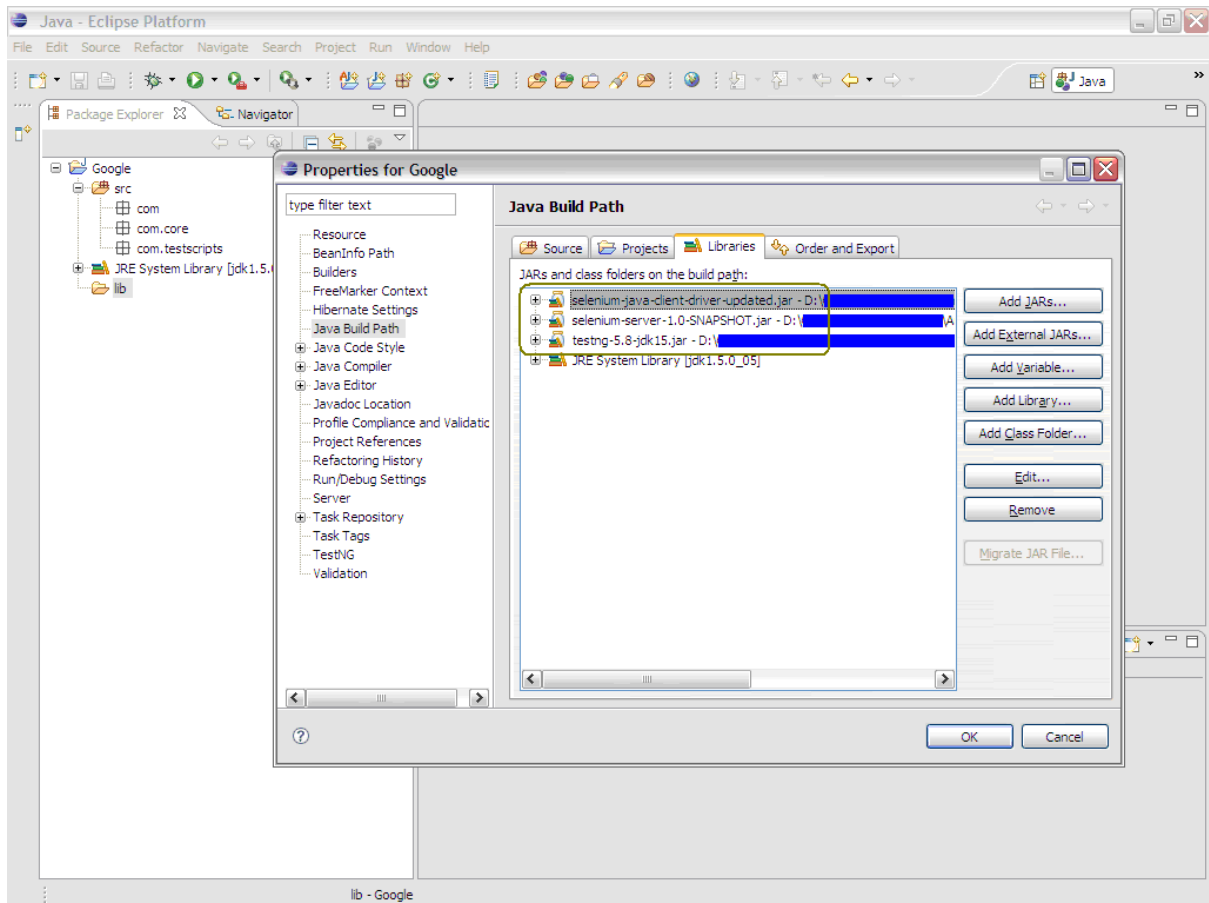 Java - Eclipse Platform
File Edit Source Refactor Navigate Search Project Run Window Help
Java
»
Package Explorer Navigator
Google
src
com
com.core
com.testscripts
JRE System Library [jdk1.5.
lib
Properties for Google
type filter text
Resource
BeanInfo Path
Builders
FreeMarker Context
Hibernate Settings
Java Build Path
Java Code Style
Java Compiler
Java Editor
Javadoc Location
Profile Compliance and Validatic
Project References
Refactoring History
Run/Debug Settings
Server
Task Repository
Task Tags
TestNG
Validation
Java Build Path
Source Projects Libraries Order and Export
JARs and class folders on the build path:
selenium-java-client-driver-updated.jar - D:\
selenium-server-1.0-SNAPSHOT.jar - D:\ \A
testng-5.8-jdk15.jar - D:\
JRE System Library [jdk1.5.0_05]
Add JARs...
Add External JARs...
Add Variable...
Add Library...
Add Class Folder...
Edit...
Remove
Migrate JAR File...
?
OK Cancel
lib - Google